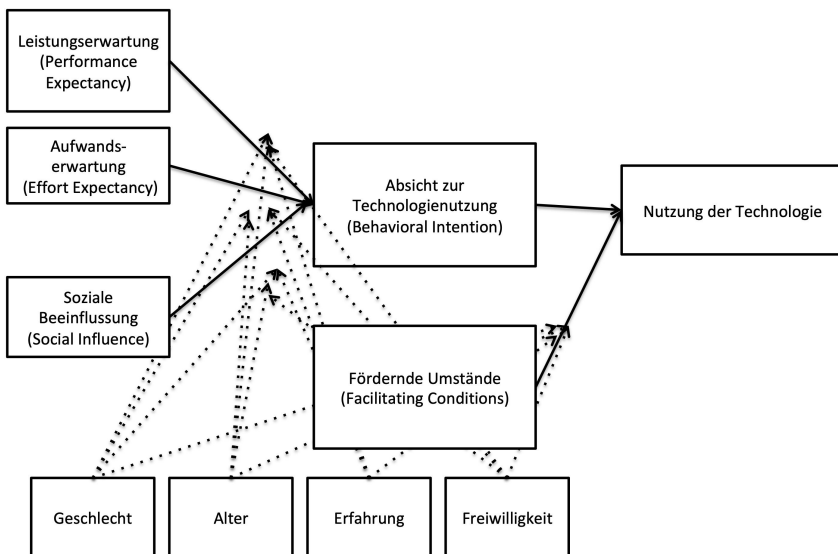 Leistungserwartung
(Performance
Expectancy)
Aufwands-
erwartung
(Effort Expectancy)
Absicht zur
Technologienutzung
(Behavioral Intention)
Nutzung der Technologie
Soziale
Beeinflussung
(Social Influence)
Fördernde Umstände
(Facilitating Conditions)
Geschlecht
Alter
Erfahrung
Freiwilligkeit